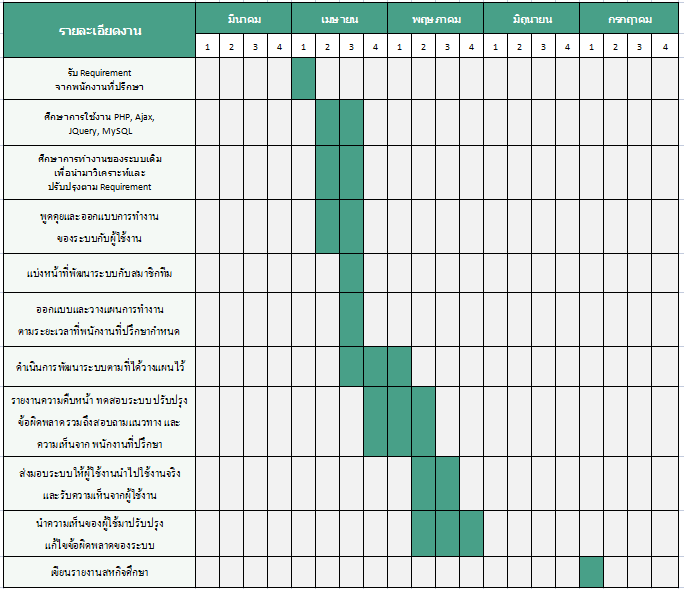 รายละเอียดงาน
มีนาคม เมษายน พฤษภาคม มิถุนายน กรกฎาคม
1 2 3 4 1 2 3 4 1 2 3 4 1 2 3 4 1 2 3 4
รับ Requirement
จากพนักงานที่ปรึกษา
ศึกษาการใช้งาน PHP, Ajax,
JQuery, MySQL
ศึกษาการทำงานของระบบเดิม
เพื่อนำมาวิเคราะห์และ
ปรับปรุงตาม Requirement
พูดคุยและออกแบบการทำงาน
ของระบบกับผู้ใช้งาน
แบ่งหน้าที่พัฒนาระบบกับสมาชิกทีม
ออกแบบและวางแผนการทำงาน
ตามระยะเวลาที่พนักงานที่ปรึกษากำหนด
ดำเนินการพัฒนาระบบตามที่ได้วางแผนไว้
รายงานความคืบหน้า ทดสอบระบบ ปรับปรุง
ข้อผิดพลาด รวมถึงสอบถามแนวทาง และ
ความเห็นจาก พนักงานที่ปรึกษา
ส่งมอบระบบให้ผู้ใช้งานนำไปใช้งานจริง
และรับความเห็นจากผู้ใช้งาน
นำความเห็นของผู้ใช้มาปรับปรุง
แก้ไขข้อผิดพลาดของระบบ
เขียนรายงานสหกิจศึกษา